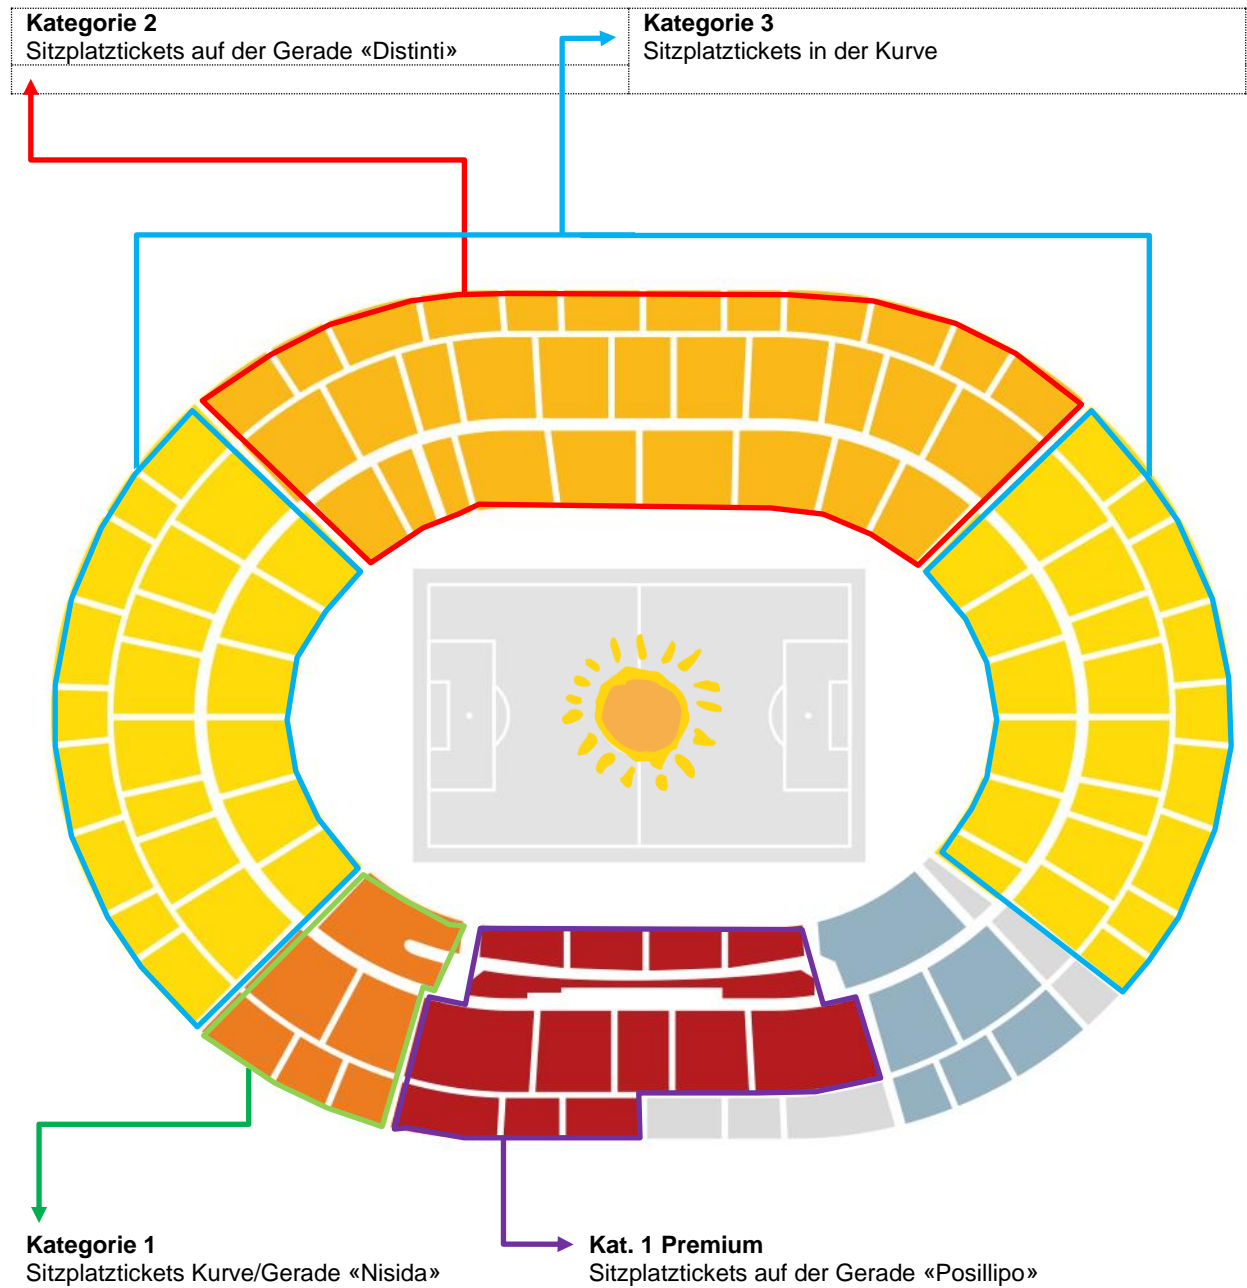 Kategorie 2
Sitzplatztickets auf der Gerade «Distinti»
Kategorie 3
Sitzplatztickets in der Kurve
Kategorie 1
Sitzplatztickets Kurve/Gerade «Nisida»
Kat. 1 Premium
Sitzplatztickets auf der Gerade «Posillipo»